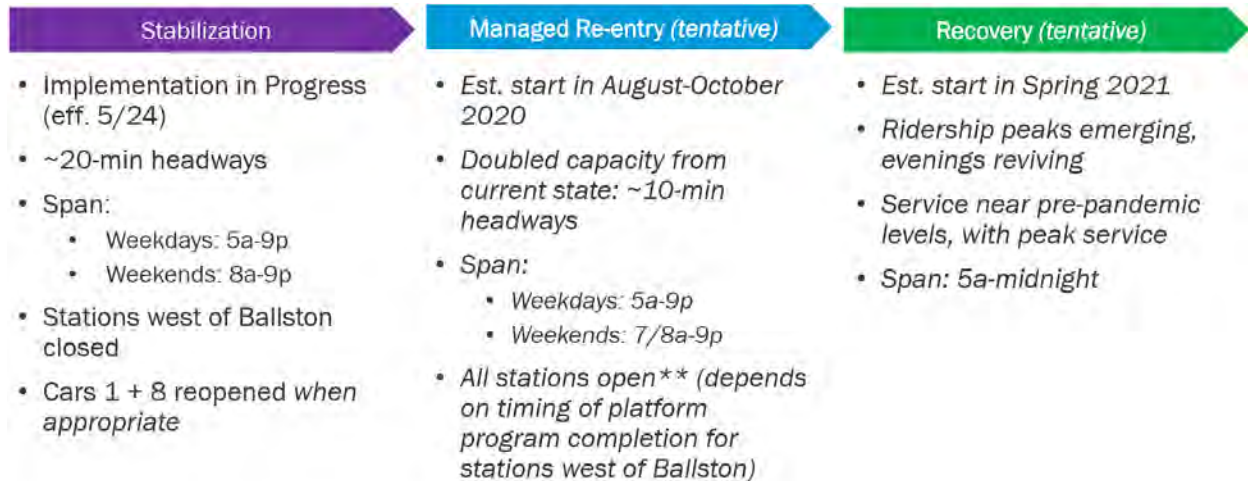 Stabilization
• Implementation in Progress
(eff. 5/24)
• ~20-min headways
• Span:
• Weekdays: 5a-9p
• Weekends: 8a-9p
• Stations west of Ballston
closed
• Cars 1 + 8 reopened when
appropriate
Managed Re-entry (tentative)
• Est. start in August-October
2020
• Doubled capacity from
current state: ~10-min
headways
• Span:
• Weekdays: 5a-9p
• Weekends: 7/8a-9p
• All stations open** (depends
on timing of platform
program completion for
stations west of Ballston)
Recovery (tentative)
• Est. start in Spring 2021
• Ridership peaks emerging,
evenings reviving
• Service near pre-pandemic
levels, with peak service
• Span: 5a-midnight